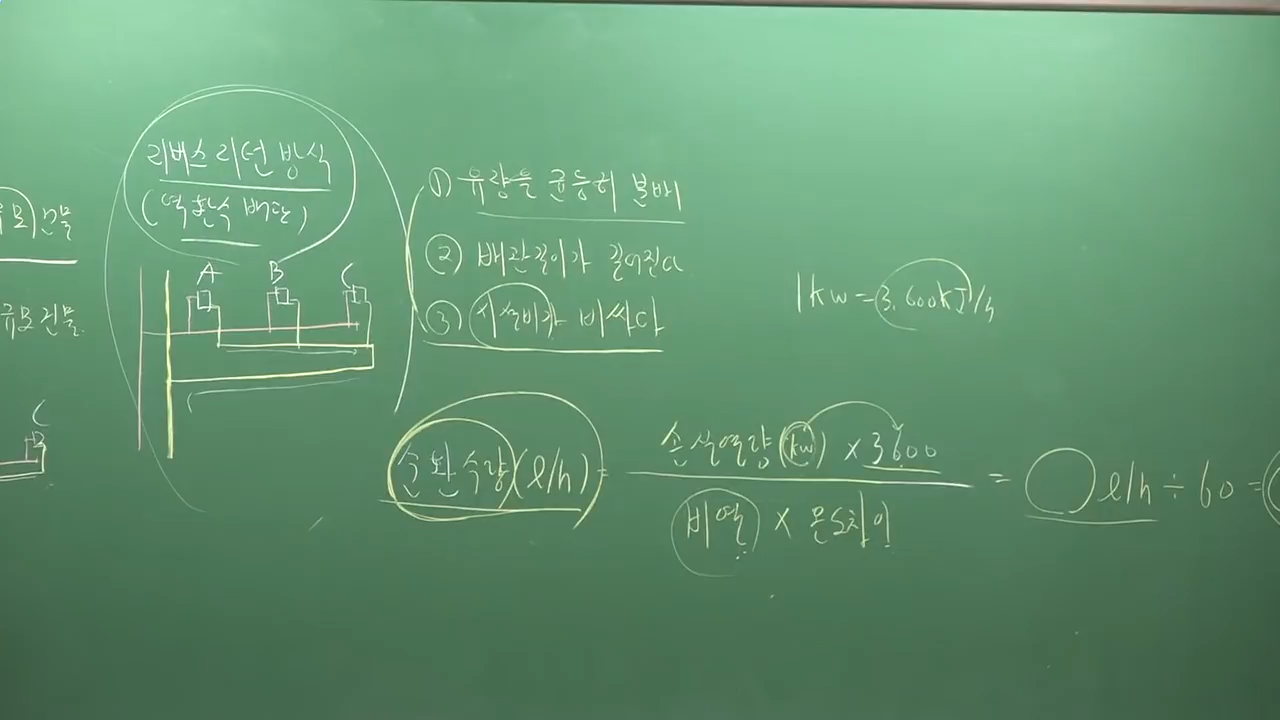 모 건물
규모 건물.
C
리버스 리턴 방식
(역환수 배관)
A B C
① 유량을 균등히 분배
② 배관길이가 길어진다
③ 시설비가 비싸다
1kw = 3.600kJ/h
순환수량(l/h) = 손실열량(kw) × 3600 / 비열 × 온도차이 = l/h ÷ 60 =